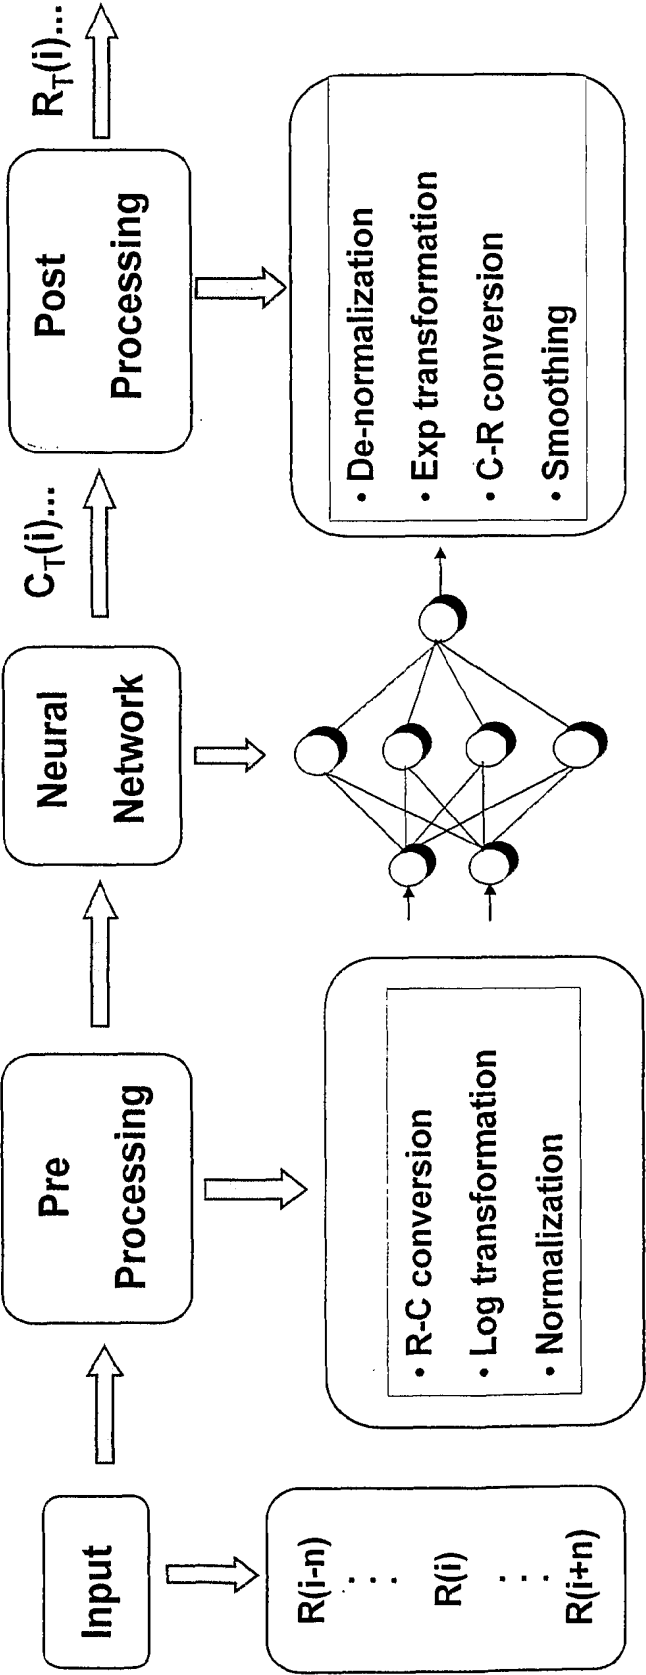 Input
Pre
Processing
Neural
Network
C_T(i)...
Post
Processing
R_T(i)...
R(i-n)
. . .
R(i)
. . .
R(i+n)
• R-C conversion
• Log transformation
• Normalization
• De-normalization
• Exp transformation
• C-R conversion
• Smoothing